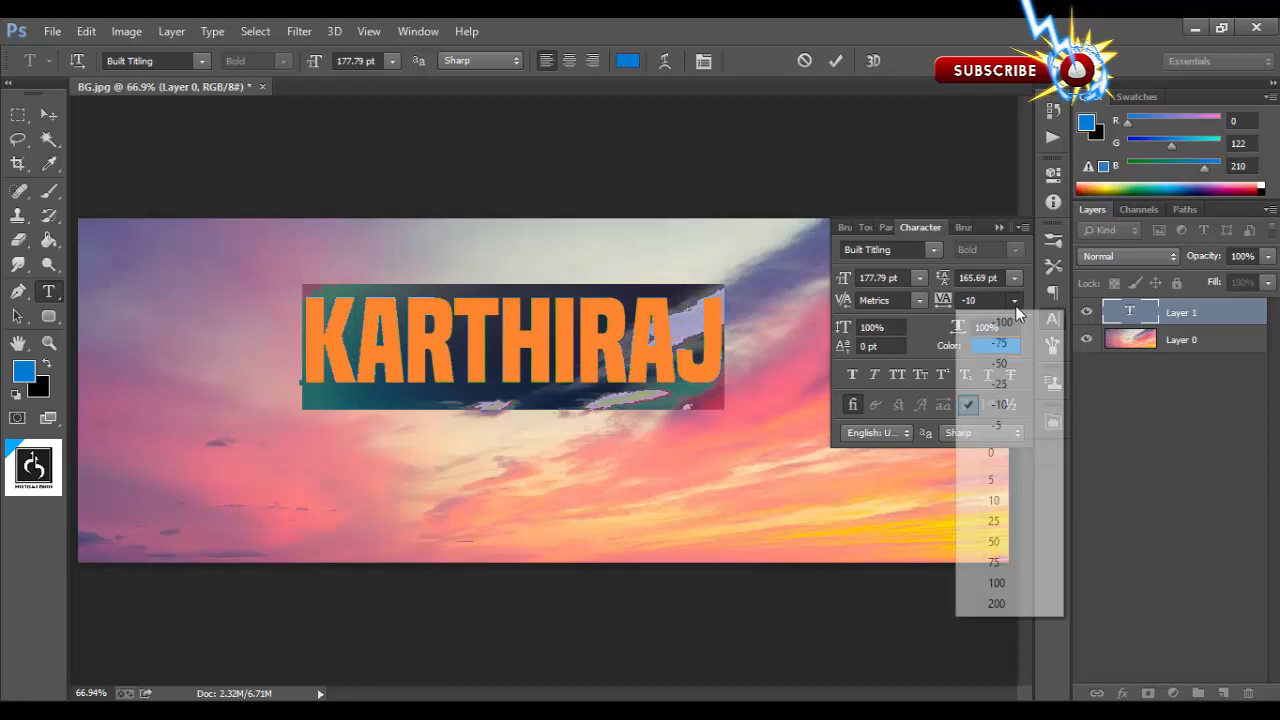 Ps File Edit Image Layer Type Select Filter 3D View Window Help
T Built Titling Bold 177.79 pt aa Sharp 3D
SUBSCRIBE
Essentials
BG.jpg @ 66.9% (Layer 0, RGB/8#) *
Swatches
R 0
G 122
B 210
KARTHIRAJ
Character
Built Titling Bold
177.79 pt 165.69 pt
Metrics -10
100% 100%
0 pt Color:
English: U... aa Sharp
-100
-75
-50
-25
-10
-5
0
5
10
25
50
75
100
200
Layers Channels Paths
Kind
Normal Opacity: 100%
Lock: Fill: 100%
T Layer 1
Layer 0
66.94% Doc: 2.32M/6.71M